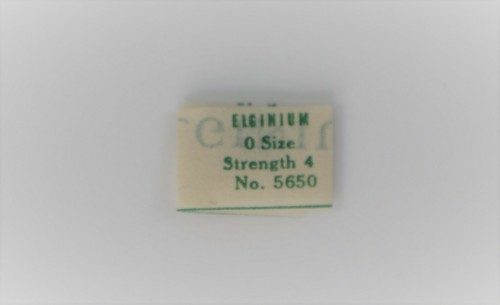 ELGINIUM
0 Size
Strength 4
No. 5650